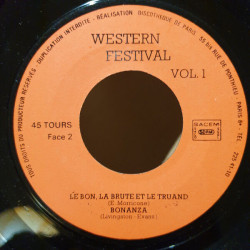 DUPLICATION INTERDITE - RÉALISATION DISCOTHEQUE DE PARIS
TOUS DROITS DU PRODUCTEUR RÉSERVÉS
WESTERN
FESTIVAL
VOL. 1
45 TOURS
Face 2
SACEM
LE BON, LA BRUTE ET LE TRUAND
(E. Morricone)
BONANZA
(Livingston - Evans)